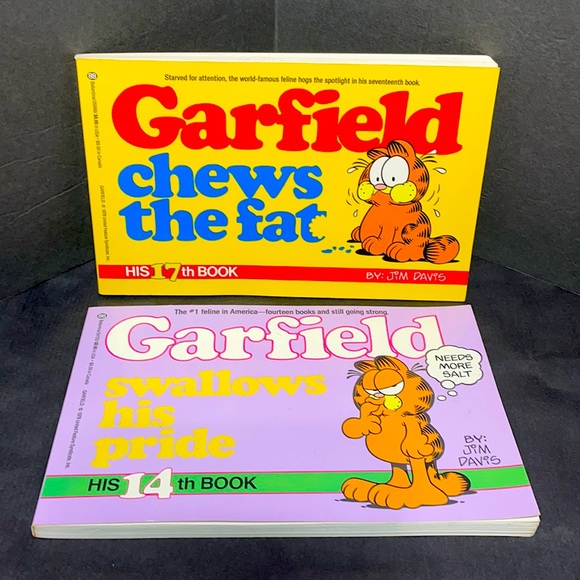 Starved for attention, the world-famous feline hogs the spotlight in his seventeenth book.
Garfield
chews
the fat
HIS 17th BOOK
BY: JIM DAVIS
The #1 feline in America—fourteen books and still going strong.
Garfield
NEEDS
MORE
SALT
swallows
his
pride
BY:
JIM
DAVIS
HIS 14th BOOK